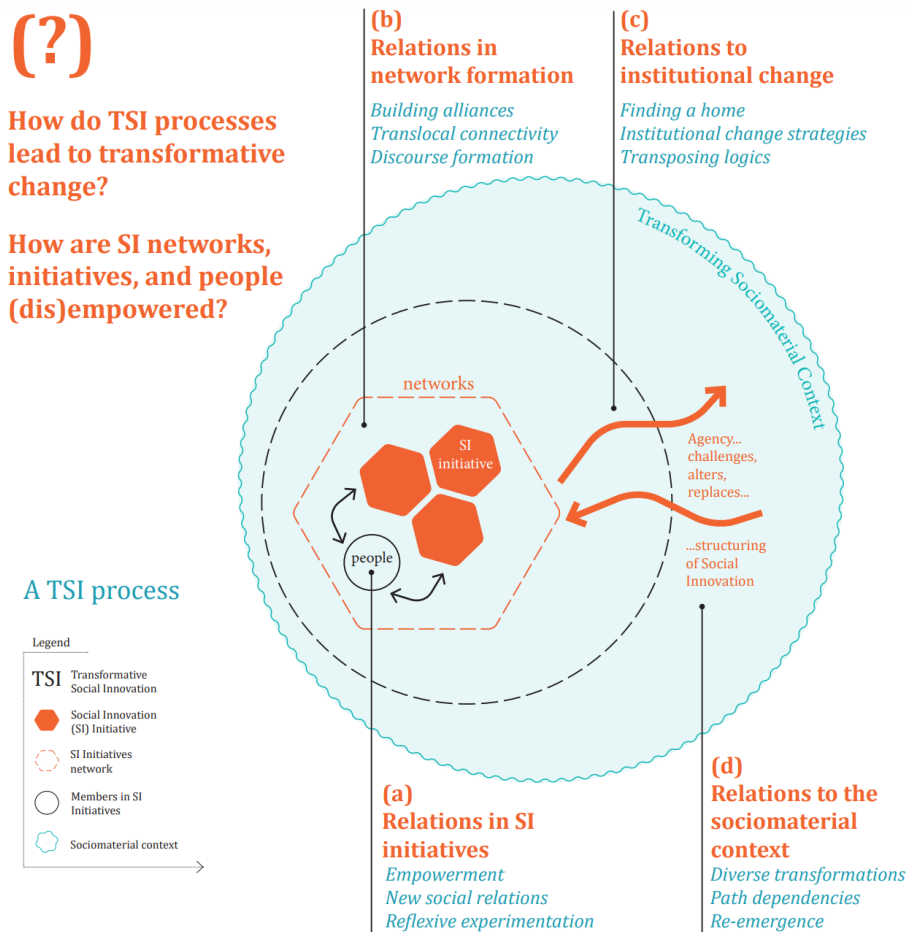 (?)
How do TSI processes
lead to transformative
change?
How are SI networks,
initiatives, and people
(dis)empowered?
(b)
Relations in
network formation
Building alliances
Translocal connectivity
Discourse formation
(c)
Relations to
institutional change
Finding a home
Institutional change strategies
Transposing logics
Transforming Sociomaterial Context
networks
SI
initiative
people
Agency...
challenges,
alters,
replaces...
...structuring
of Social
Innovation
A TSI process
Legend
TSI Transformative
Social Innovation
Social Innovation
(SI) Initiative
SI Initiatives
network
Members in SI
Initiatives
Sociomaterial context
(a)
Relations in SI
initiatives
Empowerment
New social relations
Reflexive experimentation
(d)
Relations to the
sociomaterial
context
Diverse transformations
Path dependencies
Re-emergence